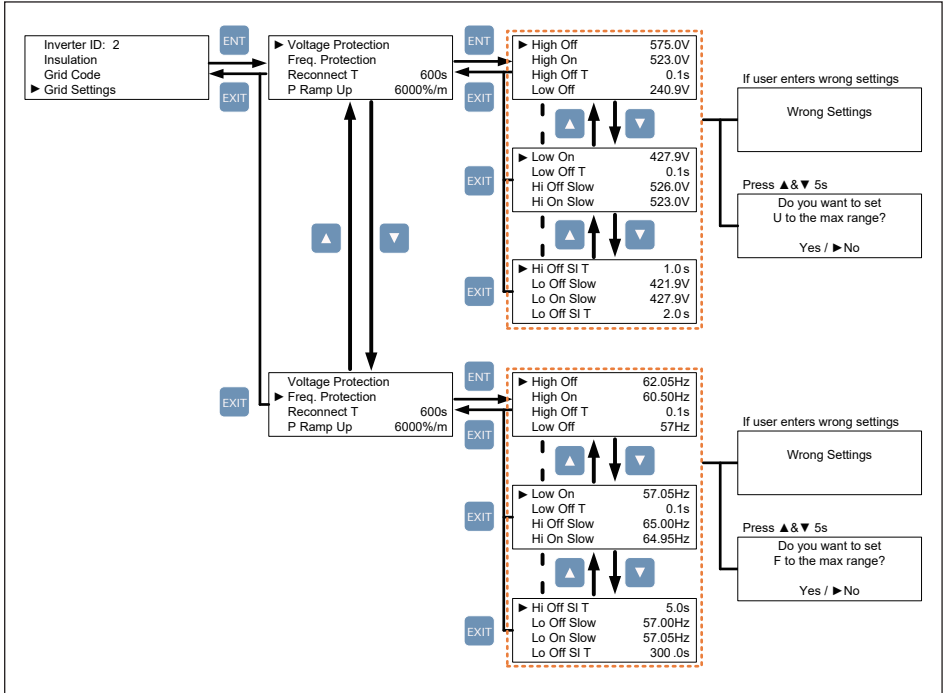 Inverter ID: 2
Insulation
Grid Code
► Grid Settings
ENT
EXIT
► Voltage Protection
Freq. Protection
Reconnect T 600s
P Ramp Up 6000%/m
ENT
EXIT
► High Off 575.0V
High On 523.0V
High Off T 0.1s
Low Off 240.9V
▲ ▼
EXIT
► Low On 427.9V
Low Off T 0.1s
Hi Off Slow 526.0V
Hi On Slow 523.0V
▲ ▼
EXIT
► Hi Off Sl T 1.0 s
Lo Off Slow 421.9V
Lo On Slow 427.9V
Lo Off Sl T 2.0 s
If user enters wrong settings
Wrong Settings
Press ▲&▼ 5s
Do you want to set
U to the max range?
Yes / ►No
▲ ▼
EXIT
Voltage Protection
► Freq. Protection
Reconnect T 600s
P Ramp Up 6000%/m
ENT
EXIT
► High Off 62.05Hz
High On 60.50Hz
High Off T 0.1s
Low Off 57Hz
▲ ▼
EXIT
► Low On 57.05Hz
Low Off T 0.1s
Hi Off Slow 65.00Hz
Hi On Slow 64.95Hz
▲ ▼
EXIT
► Hi Off Sl T 5.0s
Lo Off Slow 57.00Hz
Lo On Slow 57.05Hz
Lo Off Sl T 300 .0s
If user enters wrong settings
Wrong Settings
Press ▲&▼ 5s
Do you want to set
F to the max range?
Yes / ►No